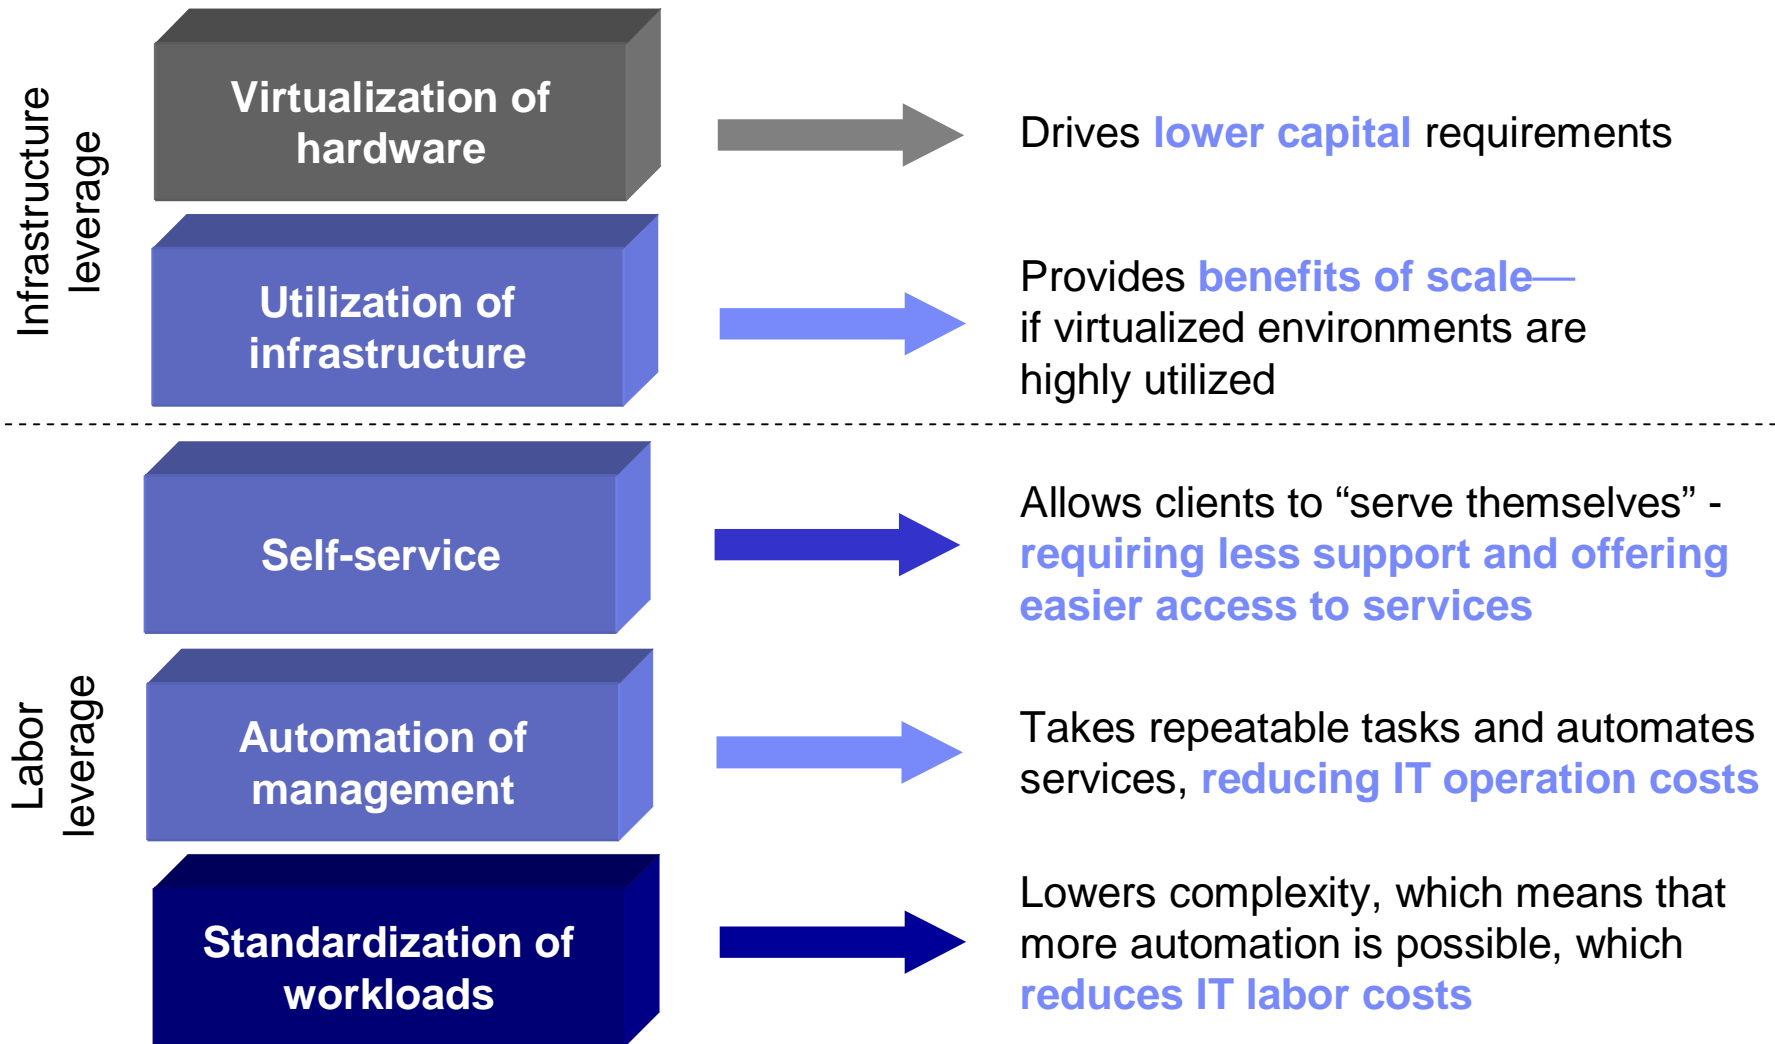 Infrastructure
leverage
Virtualization of
hardware
Drives lower capital requirements
Utilization of
infrastructure
Provides benefits of scale—
if virtualized environments are
highly utilized
Labor
leverage
Self-service
Allows clients to “serve themselves” -
requiring less support and offering
easier access to services
Automation of
management
Takes repeatable tasks and automates
services, reducing IT operation costs
Standardization of
workloads
Lowers complexity, which means that
more automation is possible, which
reduces IT labor costs